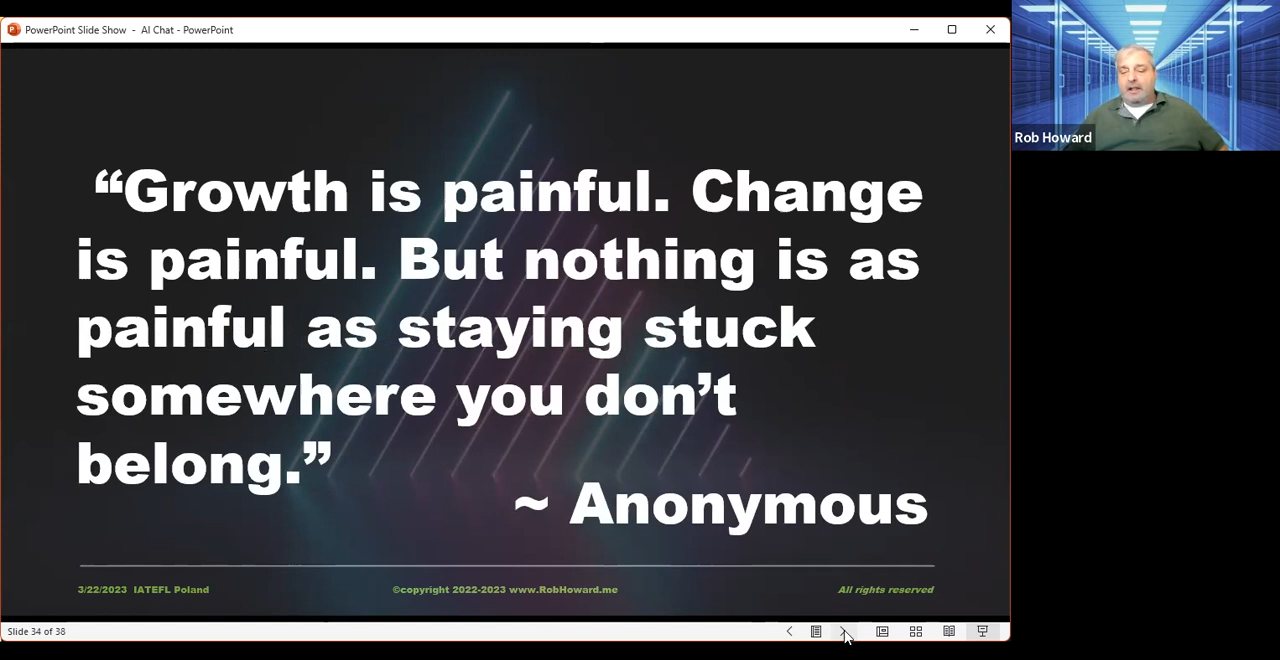 PowerPoint Slide Show - AI Chat - PowerPoint
Rob Howard
“Growth is painful. Change
is painful. But nothing is as
painful as staying stuck
somewhere you don’t
belong.”
~ Anonymous
3/22/2023 IATEFL Poland
©copyright 2022-2023 www.RobHoward.me
All rights reserved
Slide 34 of 38